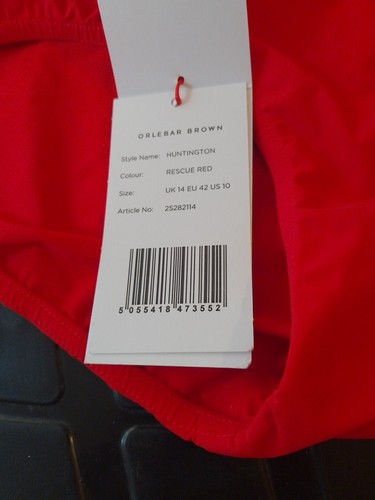 ORLEBAR BROWN
Style Name: HUNTINGTON
Colour: RESCUE RED
Size: UK 14 EU 42 US 10
Article No: 25282114
5 055418 473552